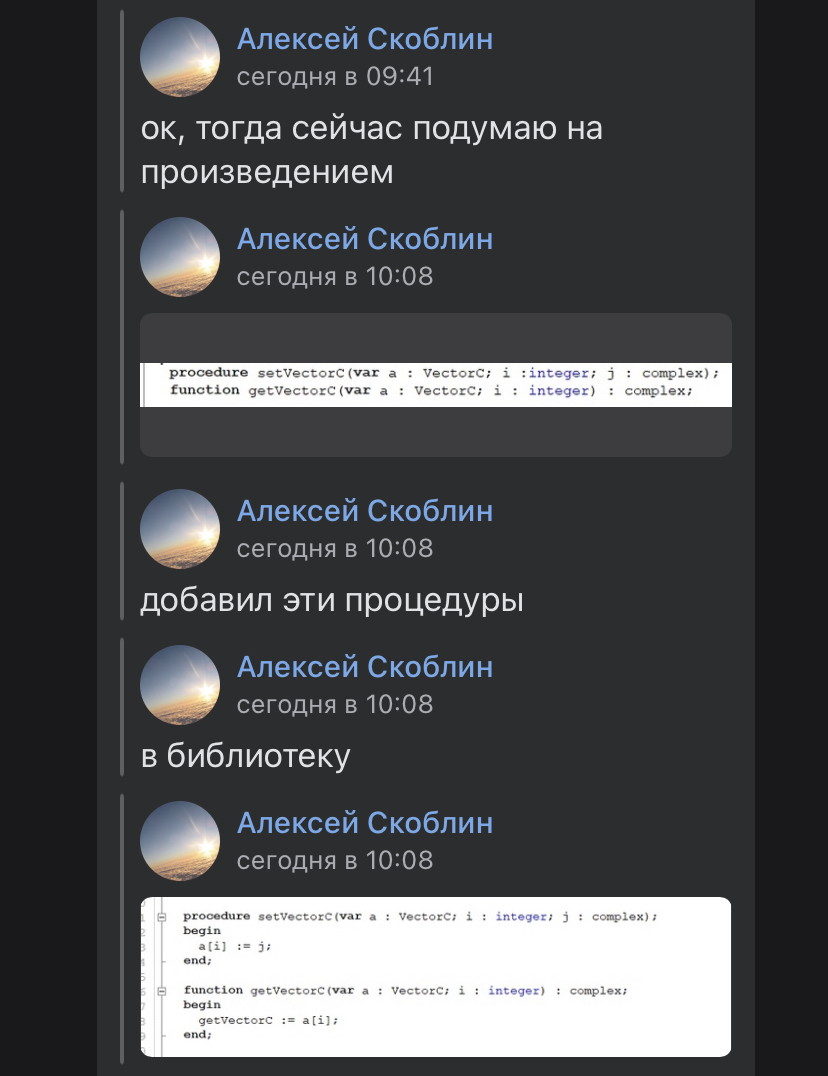 Алексей Скоблин
сегодня в 09:41
ок, тогда сейчас подумаю на
произведением
Алексей Скоблин
сегодня в 10:08
procedure setVectorC(var a : VectorC; i :integer; j : complex);
function getVectorC(var a : VectorC; i : integer) : complex;
Алексей Скоблин
сегодня в 10:08
добавил эти процедуры
Алексей Скоблин
сегодня в 10:08
в библиотеку
Алексей Скоблин
сегодня в 10:08
procedure setVectorC(var a : VectorC; i : integer; j : complex);
begin
a[i] := j;
end;
function getVectorC(var a : VectorC; i : integer) : complex;
begin
getVectorC := a[i];
end;